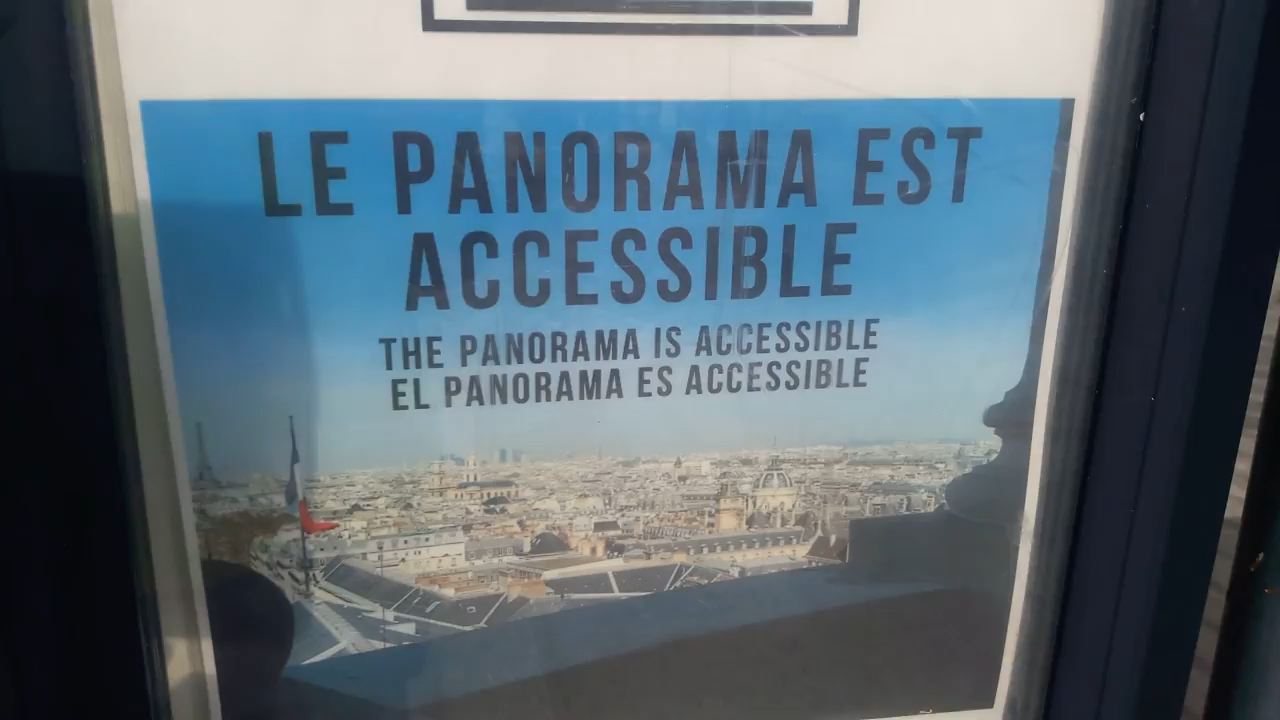 LE PANORAMA EST
ACCESSIBLE
THE PANORAMA IS ACCESSIBLE
EL PANORAMA ES ACCESSIBLE